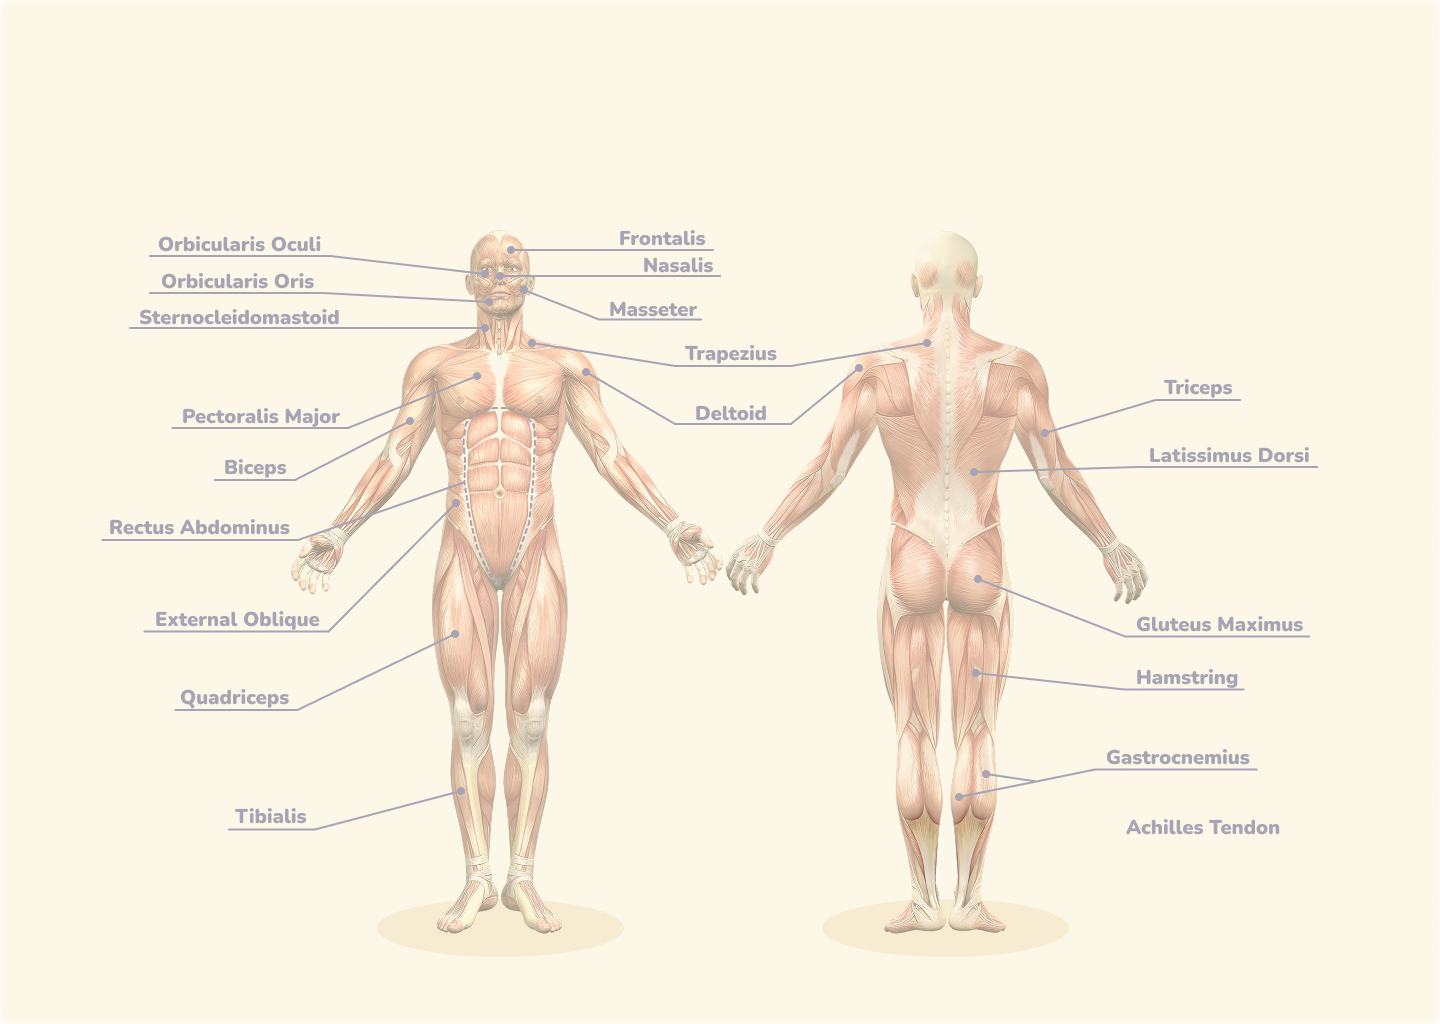 Orbicularis Oculi
Orbicularis Oris
Sternocleidomastoid
Pectoralis Major
Biceps
Rectus Abdominus
External Oblique
Quadriceps
Tibialis
Frontalis
Nasalis
Masseter
Trapezius
Deltoid
Triceps
Latissimus Dorsi
Gluteus Maximus
Hamstring
Gastrocnemius
Achilles Tendon